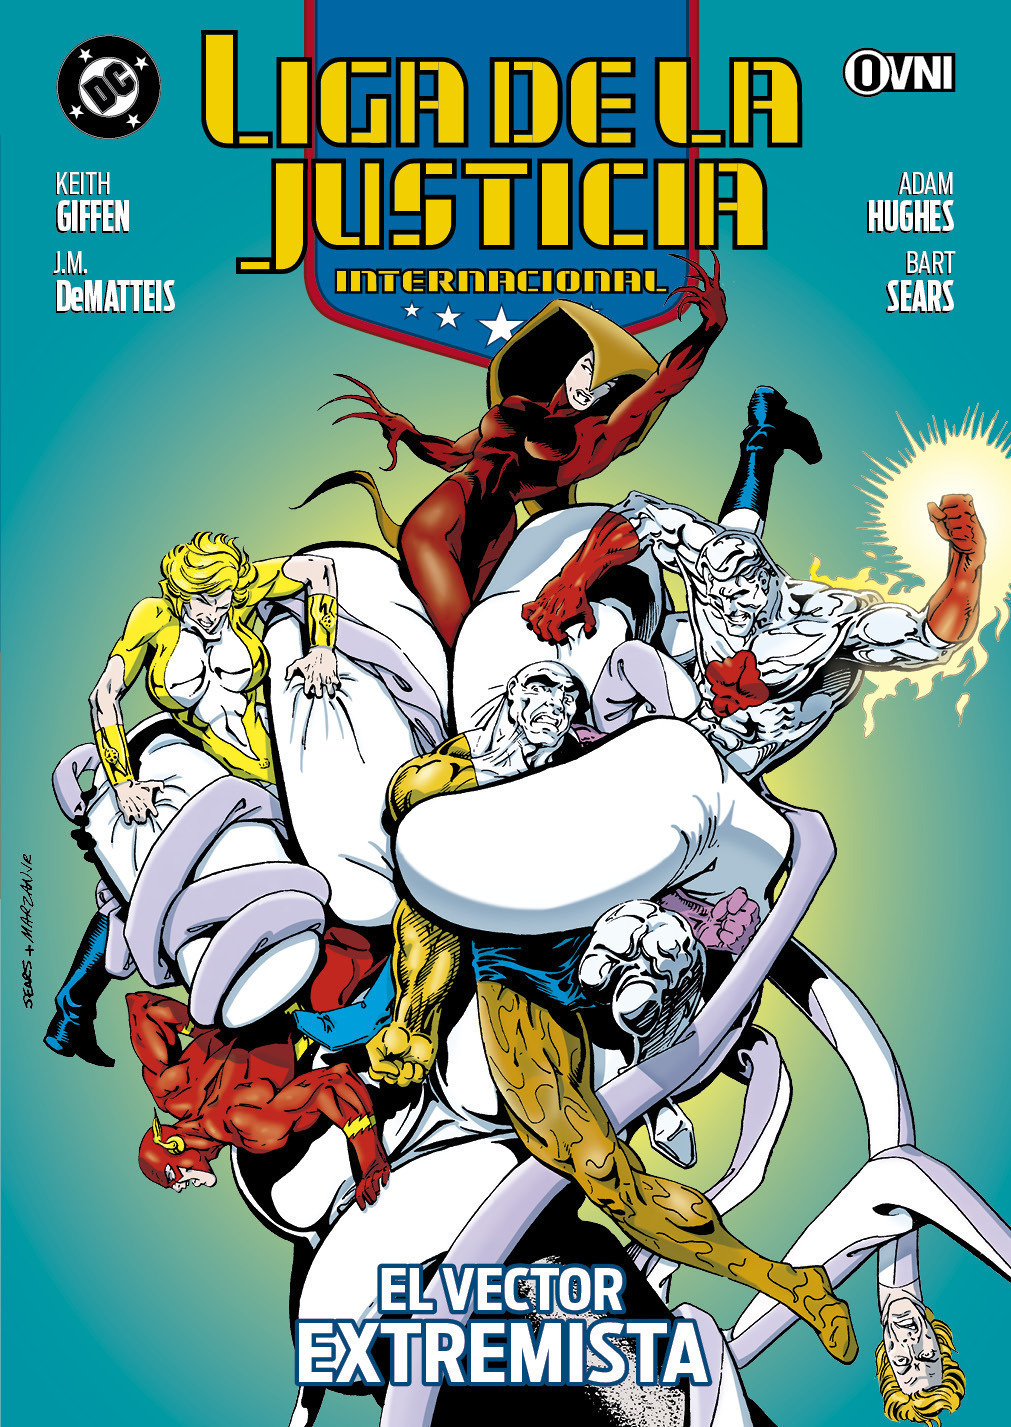 DC
LIGA DE LA
JUSTICIA
INTERNACIONAL
OVNI
KEITH
GIFFEN
J.M.
DeMATTEIS
ADAM
HUGHES
BART
SEARS
SEARS + MARZAN JR
EL VECTOR
EXTREMISTA